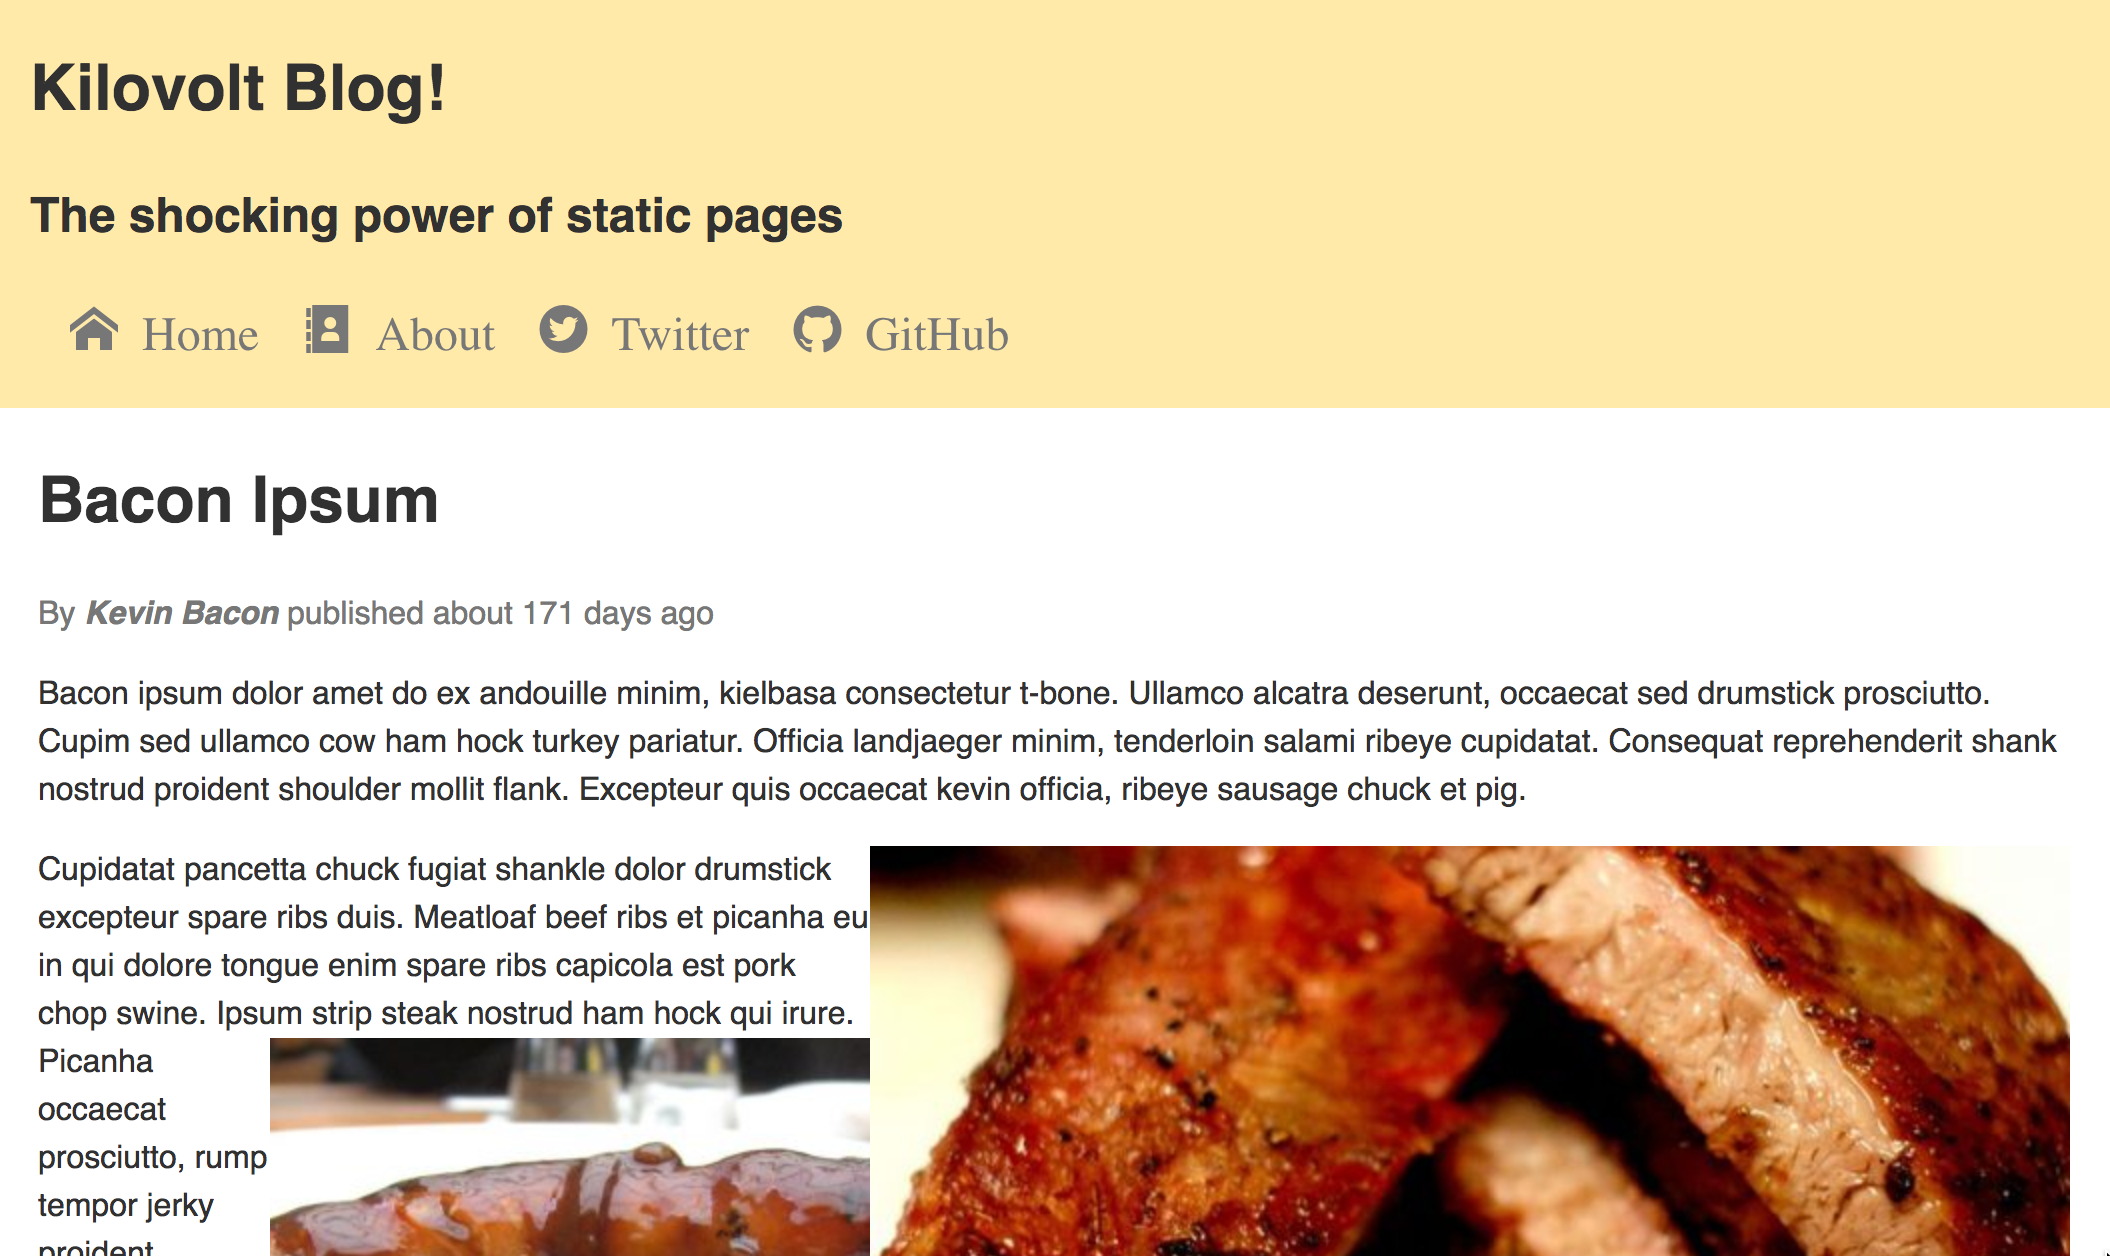 Kilovolt Blog!
The shocking power of static pages
Home About Twitter GitHub
Bacon Ipsum
By Kevin Bacon published about 171 days ago
Bacon ipsum dolor amet do ex andouille minim, kielbasa consectetur t-bone. Ullamco alcatra deserunt, occaecat sed drumstick prosciutto.
Cupim sed ullamco cow ham hock turkey pariatur. Officia landjaeger minim, tenderloin salami ribeye cupidatat. Consequat reprehenderit shank
nostrud proident shoulder mollit flank. Excepteur quis occaecat kevin officia, ribeye sausage chuck et pig.
Cupidatat pancetta chuck fugiat shankle dolor drumstick
excepteur spare ribs duis. Meatloaf beef ribs et picanha eu
in qui dolore tongue enim spare ribs capicola est pork
chop swine. Ipsum strip steak nostrud ham hock qui irure.
Picanha
occaecat
prosciutto, rump
tempor jerky
proident